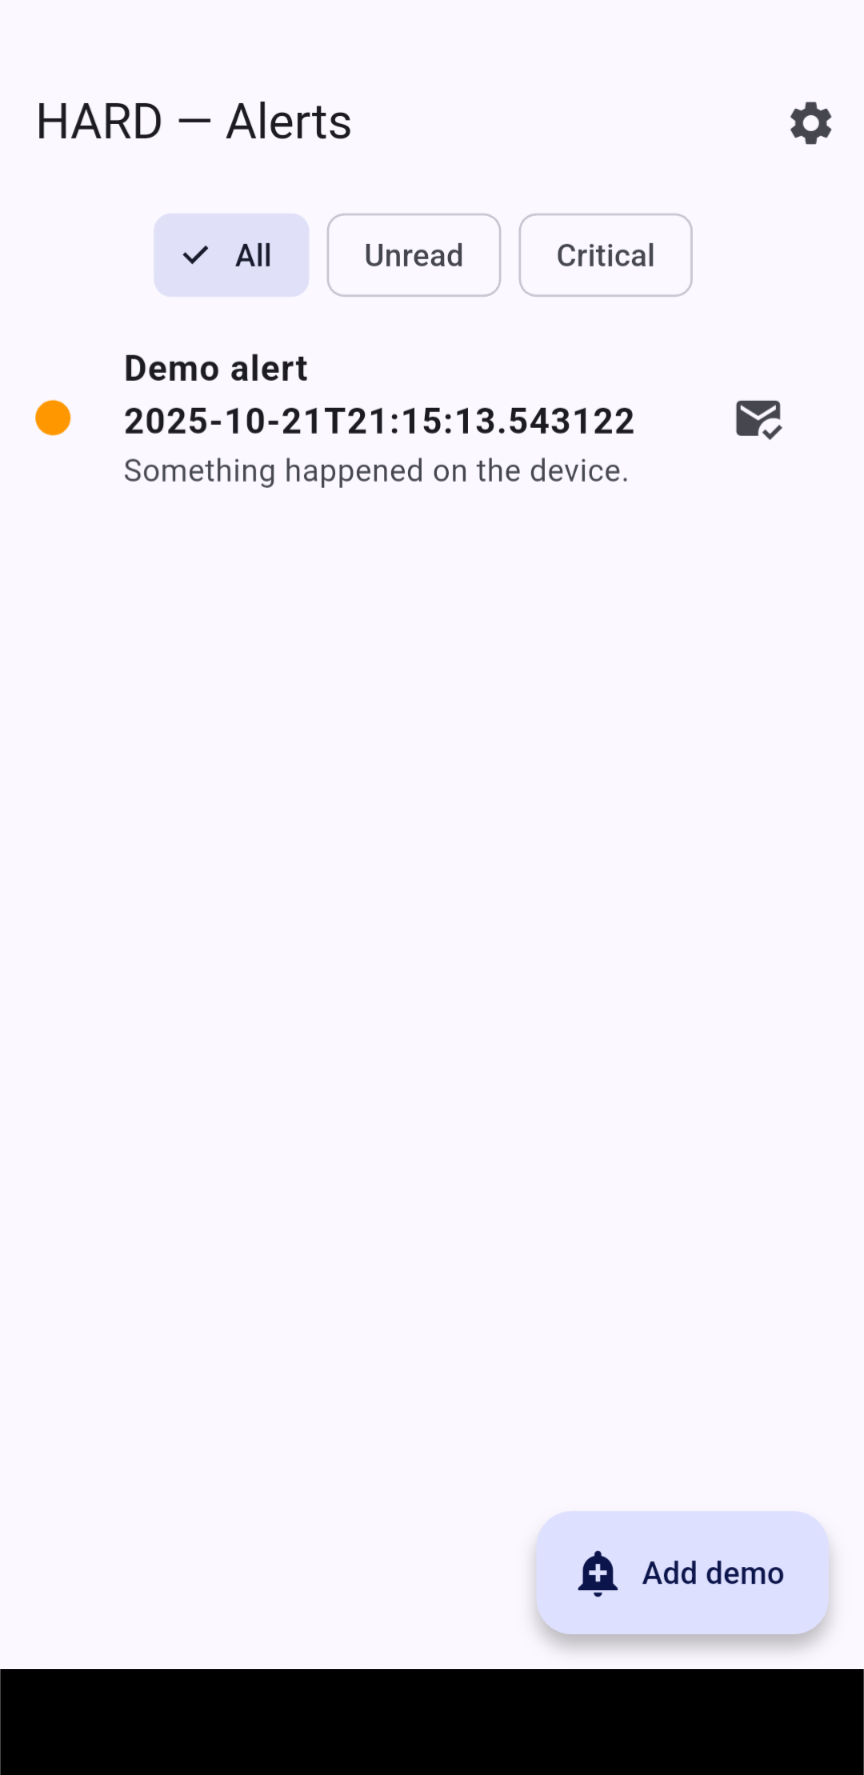 HARD — Alerts
All
Unread
Critical
Demo alert
2025-10-21T21:15:13.543122
Something happened on the device.
Add demo